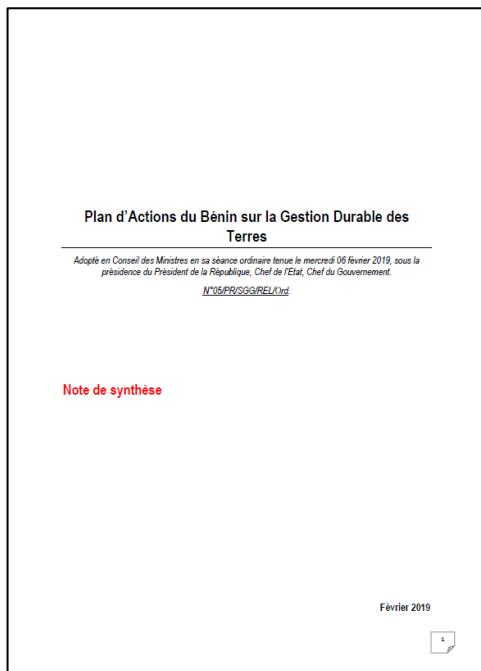 Plan d'Actions du Bénin sur la Gestion Durable des
Terres
Adopté en Conseil des Ministres en sa séance ordinaire tenue le mercredi 06 février 2019, sous la
présidence du Président de la République, Chef de l'Etat, Chef du Gouvernement.
N°05/PR/SGG/REL/Ord.
Note de synthèse
Février 2019
1